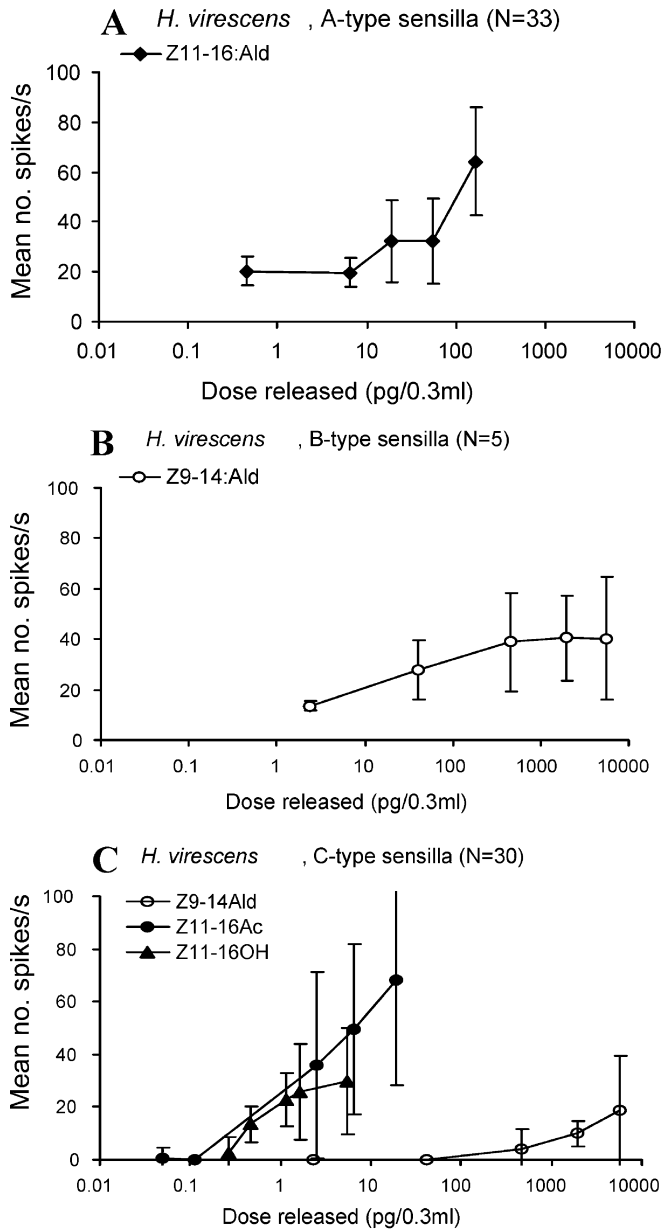 A H. virescens , A-type sensilla (N=33)
Z11-16:Ald
Mean no. spikes/s
100
80
60
40
20
0
0.01 0.1 1 10 100 1000 10000
Dose released (pg/0.3ml)
B H. virescens , B-type sensilla (N=5)
Z9-14:Ald
Mean no. spikes/s
100
80
60
40
20
0
0.01 0.1 1 10 100 1000 10000
Dose released (pg/0.3ml)
C H. virescens , C-type sensilla (N=30)
Z9-14Ald
Z11-16Ac
Z11-16OH
Mean no. spikes/s
100
80
60
40
20
0
0.01 0.1 1 10 100 1000 10000
Dose released (pg/0.3ml)